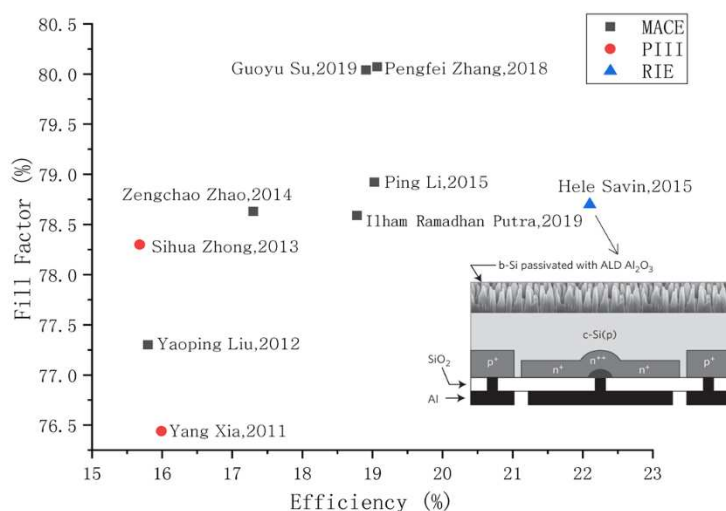 MACE
PIII
RIE
80.5
80.0
79.5
79.0
78.5
78.0
77.5
77.0
76.5
Fill Factor (%)
Guoyu Su,2019
Pengfei Zhang,2018
Ping Li,2015
Hele Savin,2015
Zengchao Zhao,2014
Ilham Ramadhan Putra,2019
Sihua Zhong,2013
Yaoping Liu,2012
Yang Xia,2011
b-Si passivated with ALD Al₂O₃
c-Si(p)
SiO₂
p⁺
n⁺
n⁺⁺
n⁺
p⁺
Al
15
16
17
18
19
20
21
22
23
Efficiency (%)